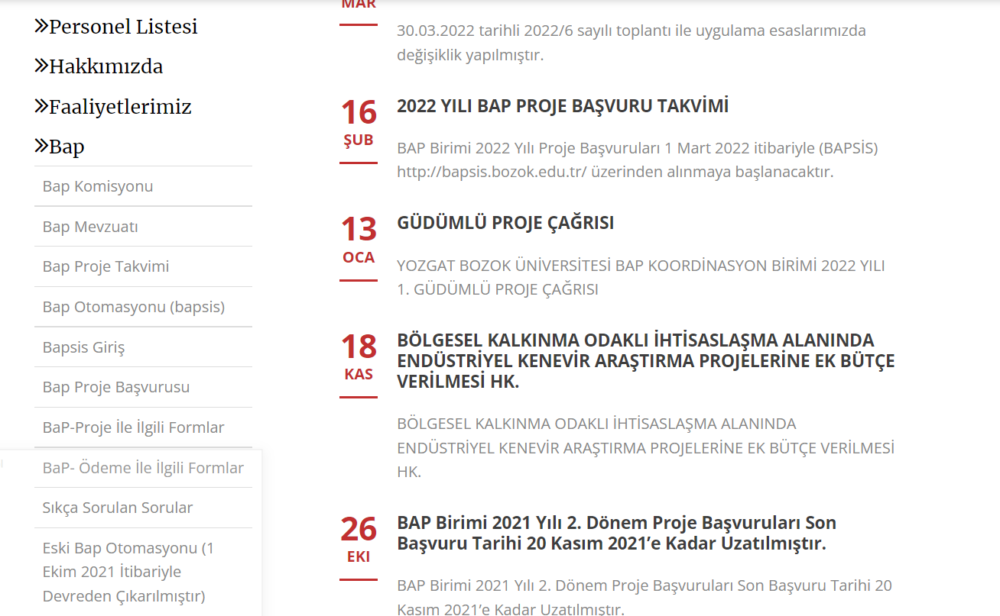 Personel Listesi
Hakkımızda
Faaliyetlerimiz
Bap
Bap Komisyonu
Bap Mevzuatı
Bap Proje Takvimi
Bap Otomasyonu (bapsis)
Bapsis Giriş
Bap Proje Başvurusu
BaP-Proje İle İlgili Formlar
BaP- Ödeme İle İlgili Formlar
Sıkça Sorulan Sorular
Eski Bap Otomasyonu (1
Ekim 2021 İtibariyle
Devreden Çıkarılmıştır)
MAR
30.03.2022 tarihli 2022/6 sayılı toplantı ile uygulama esaslarımızda
değişiklik yapılmıştır.
16
ŞUB
2022 YILI BAP PROJE BAŞVURU TAKVİMİ
BAP Birimi 2022 Yılı Proje Başvuruları 1 Mart 2022 itibariyle (BAPSİS)
http://bapsis.bozok.edu.tr/ üzerinden alınmaya başlanacaktır.
13
OCA
GÜDÜMLÜ PROJE ÇAĞRISI
YOZGAT BOZOK ÜNİVERSİTESİ BAP KOORDİNASYON BİRİMİ 2022 YILI
1. GÜDÜMLÜ PROJE ÇAĞRISI
18
KAS
BÖLGESEL KALKINMA ODAKLI İHTİSASLAŞMA ALANINDA
ENDÜSTRİYEL KENEVİR ARAŞTIRMA PROJELERİNE EK BÜTÇE
VERİLMESİ HK.
BÖLGESEL KALKINMA ODAKLI İHTİSASLAŞMA ALANINDA
ENDÜSTRİYEL KENEVİR ARAŞTIRMA PROJELERİNE EK BÜTÇE VERİLMESİ
HK.
26
EKI
BAP Birimi 2021 Yılı 2. Dönem Proje Başvuruları Son
Başvuru Tarihi 20 Kasım 2021’e Kadar Uzatılmıştır.
BAP Birimi 2021 Yılı 2. Dönem Proje Başvuruları Son Başvuru Tarihi 20
Kasım 2021’e Kadar Uzatılmıştır.